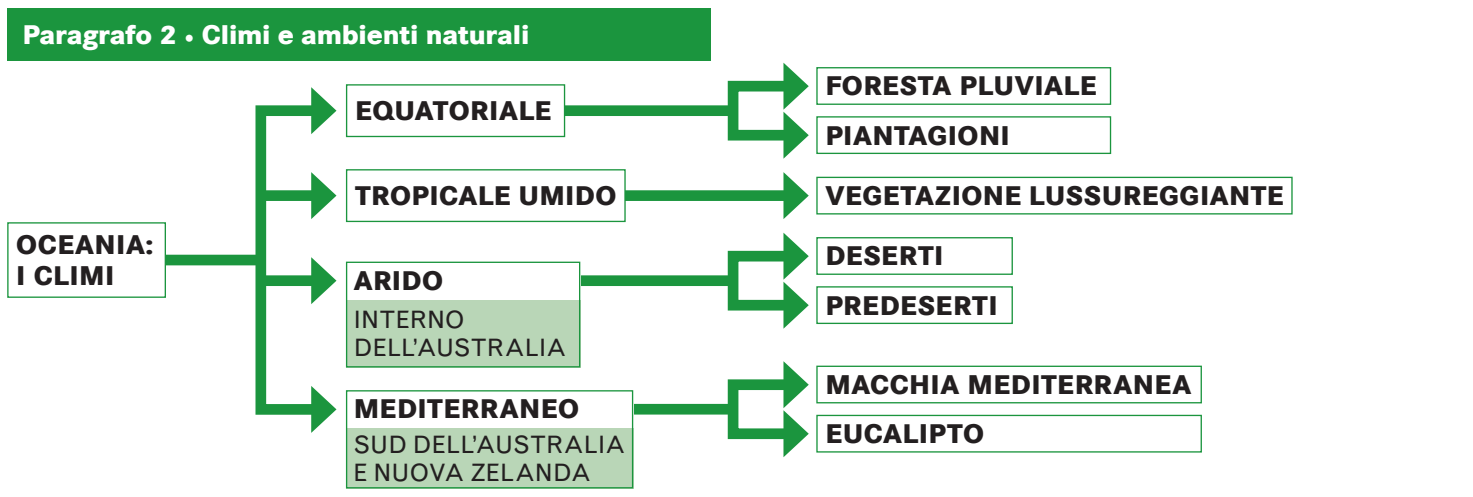 Paragrafo 2 • Climi e ambienti naturali
OCEANIA:
I CLIMI
EQUATORIALE
FORESTA PLUVIALE
PIANTAGIONI
TROPICALE UMIDO
VEGETAZIONE LUSSUREGGIANTE
ARIDO
INTERNO
DELL'AUSTRALIA
DESERTI
PREDESERTI
MEDITERRANEO
SUD DELL'AUSTRALIA
E NUOVA ZELANDA
MACCHIA MEDITERRANEA
EUCALIPTO